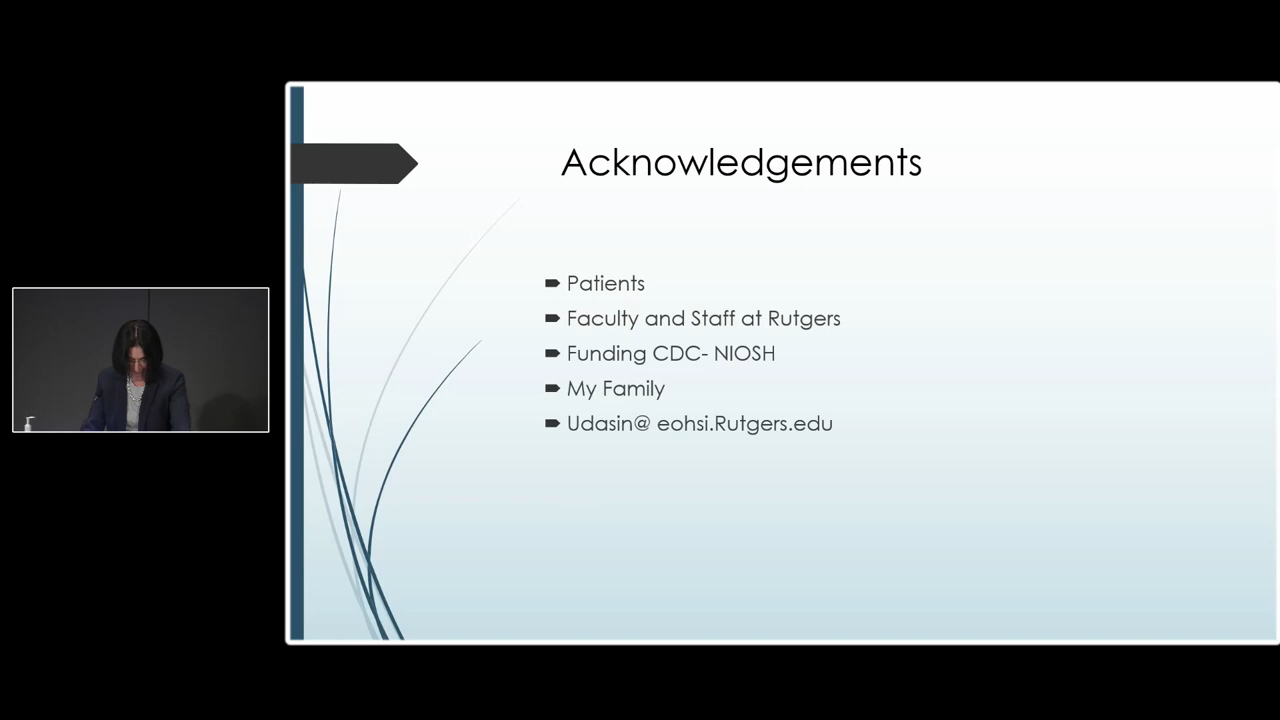 Acknowledgements
Patients
Faculty and Staff at Rutgers
Funding CDC- NIOSH
My Family
Udasin@ eohsi.Rutgers.edu